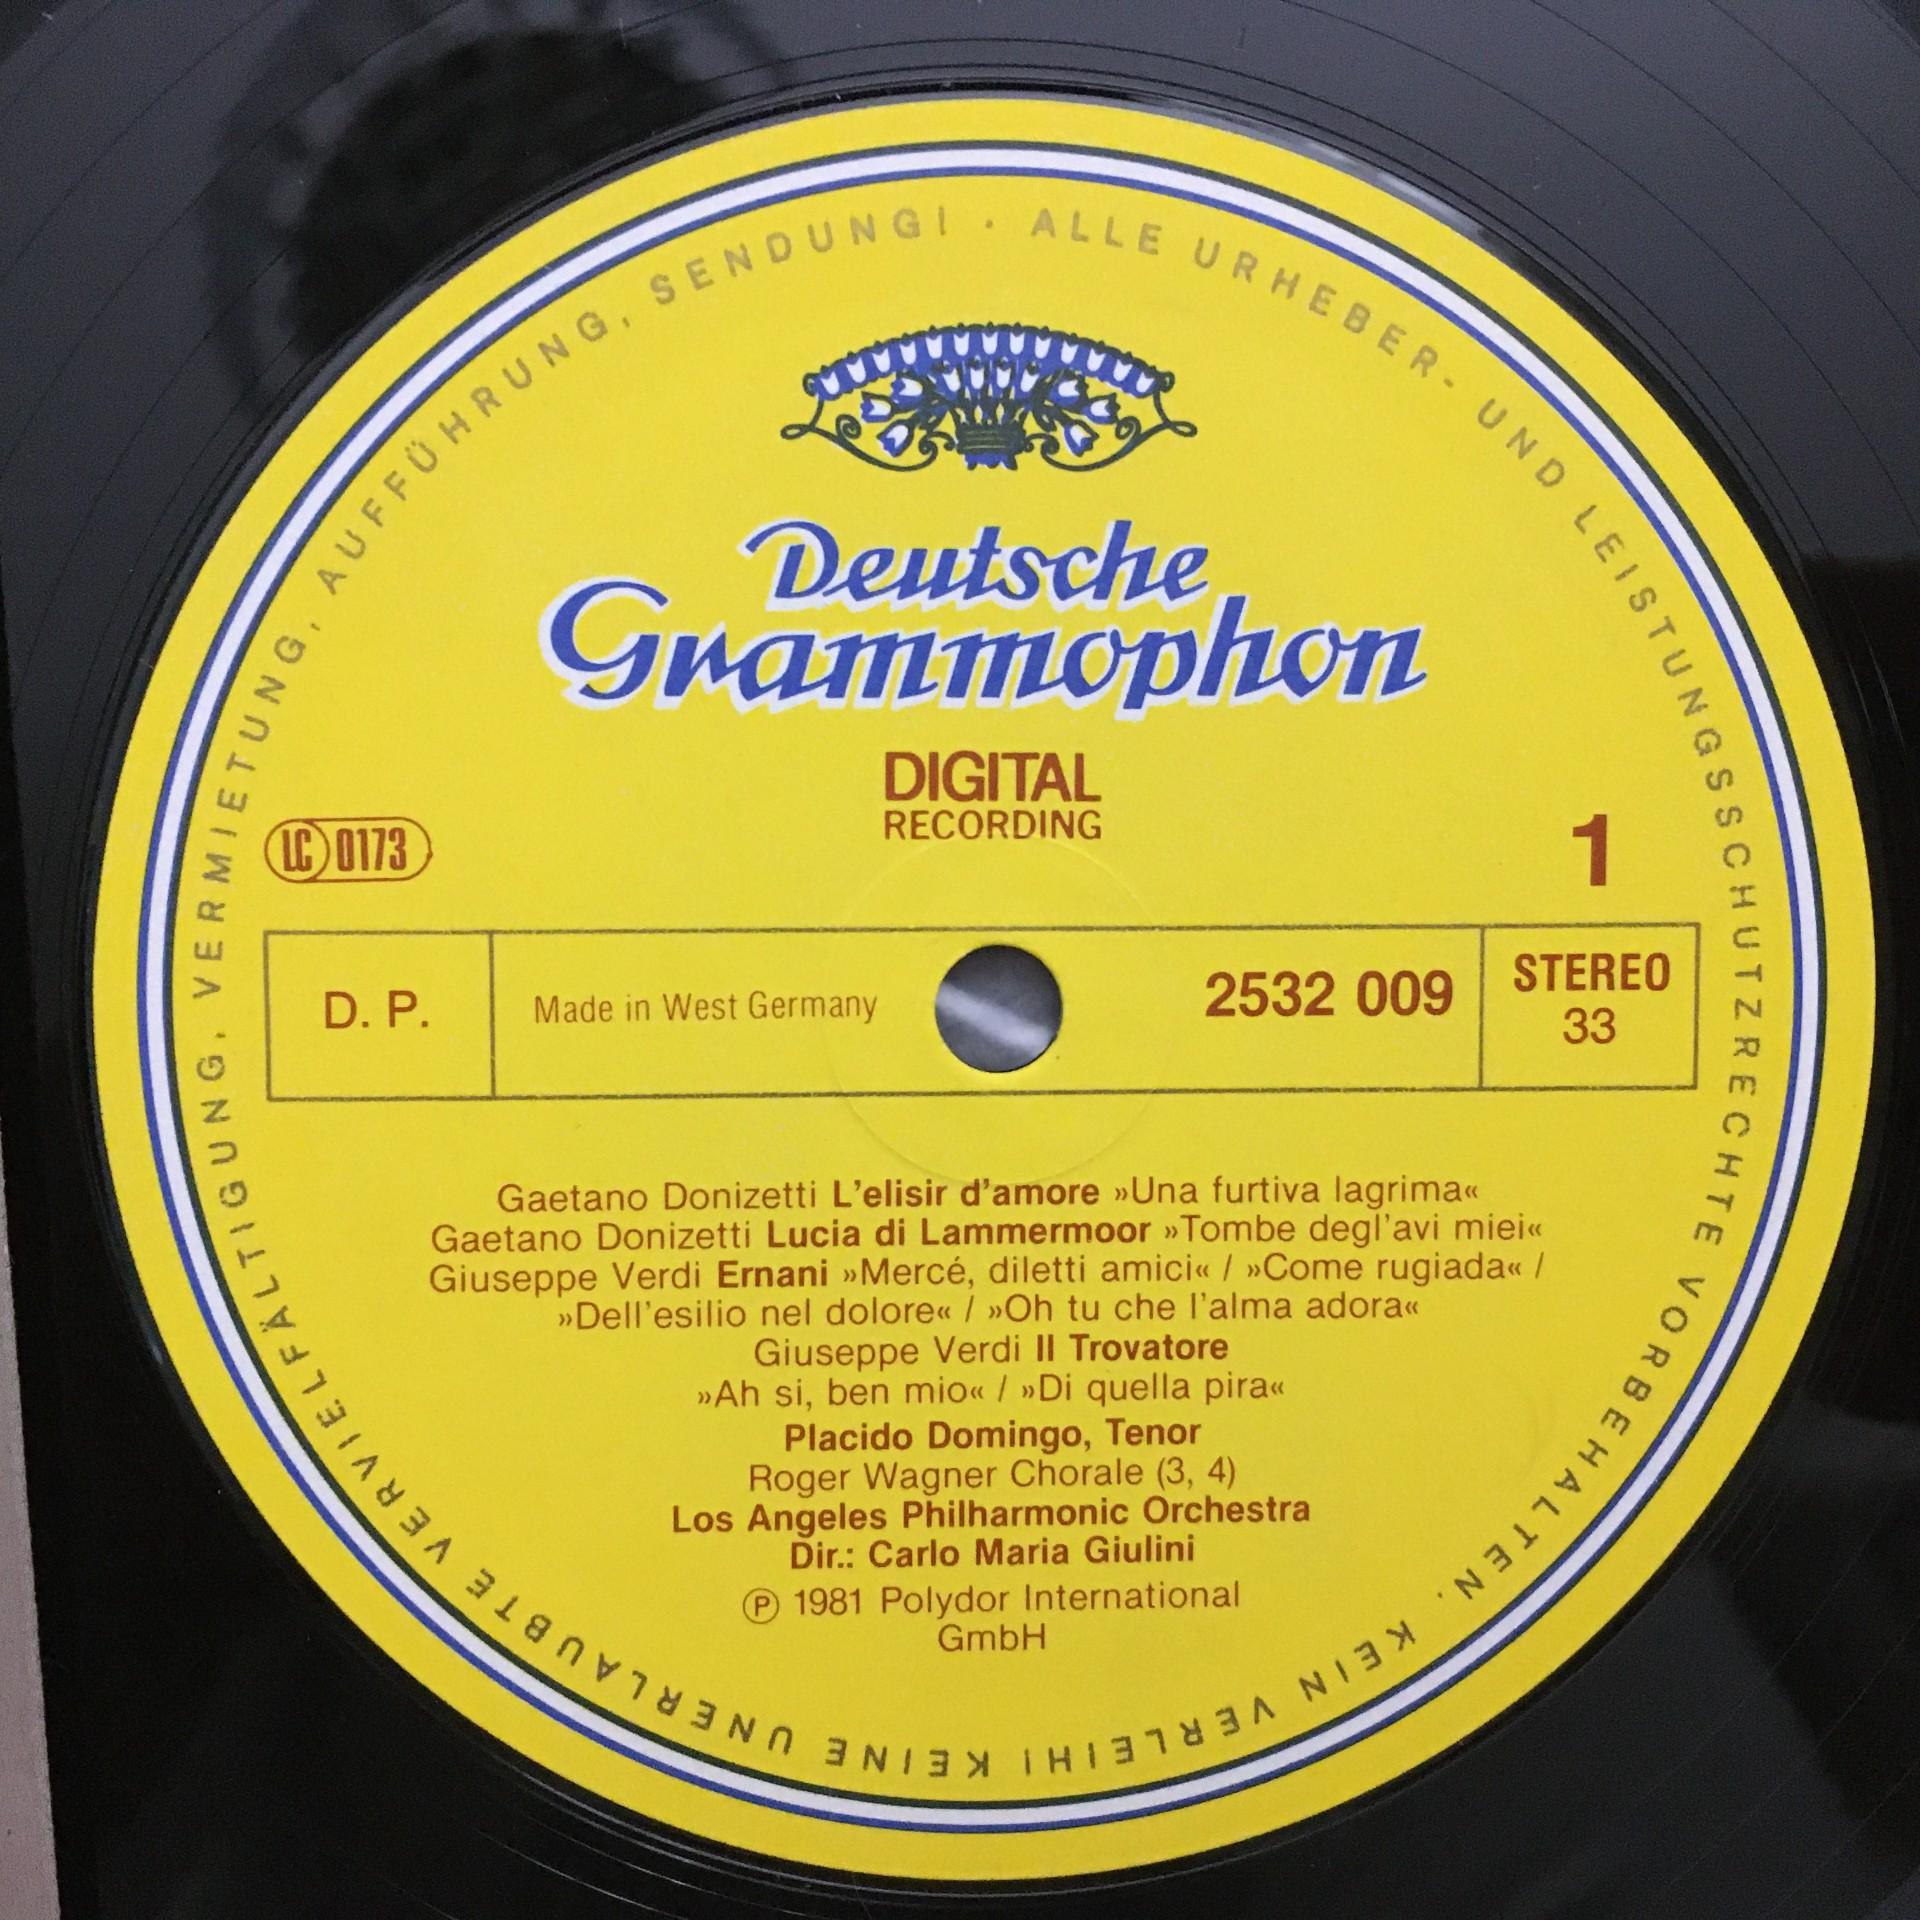 ALLE URHEBER- UND LEISTUNGSSCHUTZRECHTE VORBEHALTEN. KEIN VERLEIH! KEINE UNERLAUBTE VERVIELFÄLTIGUNG, VERMIETUNG, AUFFÜHRUNG, SENDUNG! ·
Deutsche
Grammophon
DIGITAL
RECORDING
LC 0173
1
D. P.
Made in West Germany
2532 009
STEREO
33
Gaetano Donizetti L'elisir d'amore »Una furtiva lagrima«
Gaetano Donizetti Lucia di Lammermoor »Tombe degl'avi miei«
Giuseppe Verdi Ernani »Mercé, diletti amici« / »Come rugiada« /
»Dell'esilio nel dolore« / »Oh tu che l'alma adora«
Giuseppe Verdi Il Trovatore
»Ah si, ben mio« / »Di quella pira«
Placido Domingo, Tenor
Roger Wagner Chorale (3, 4)
Los Angeles Philharmonic Orchestra
Dir.: Carlo Maria Giulini
℗ 1981 Polydor International
GmbH